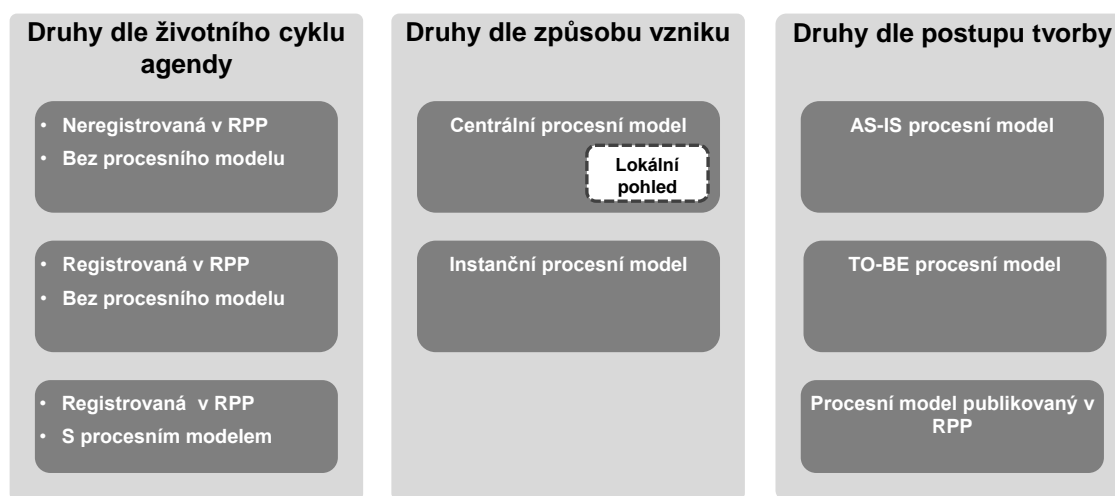 Druhy dle životního cyklu
agendy
• Neregistrovaná v RPP
• Bez procesního modelu
• Registrovaná v RPP
• Bez procesního modelu
• Registrovaná v RPP
• S procesním modelem
Druhy dle způsobu vzniku
Centrální procesní model
Lokální
pohled
Instanční procesní model
Druhy dle postupu tvorby
AS-IS procesní model
TO-BE procesní model
Procesní model publikovaný v
RPP